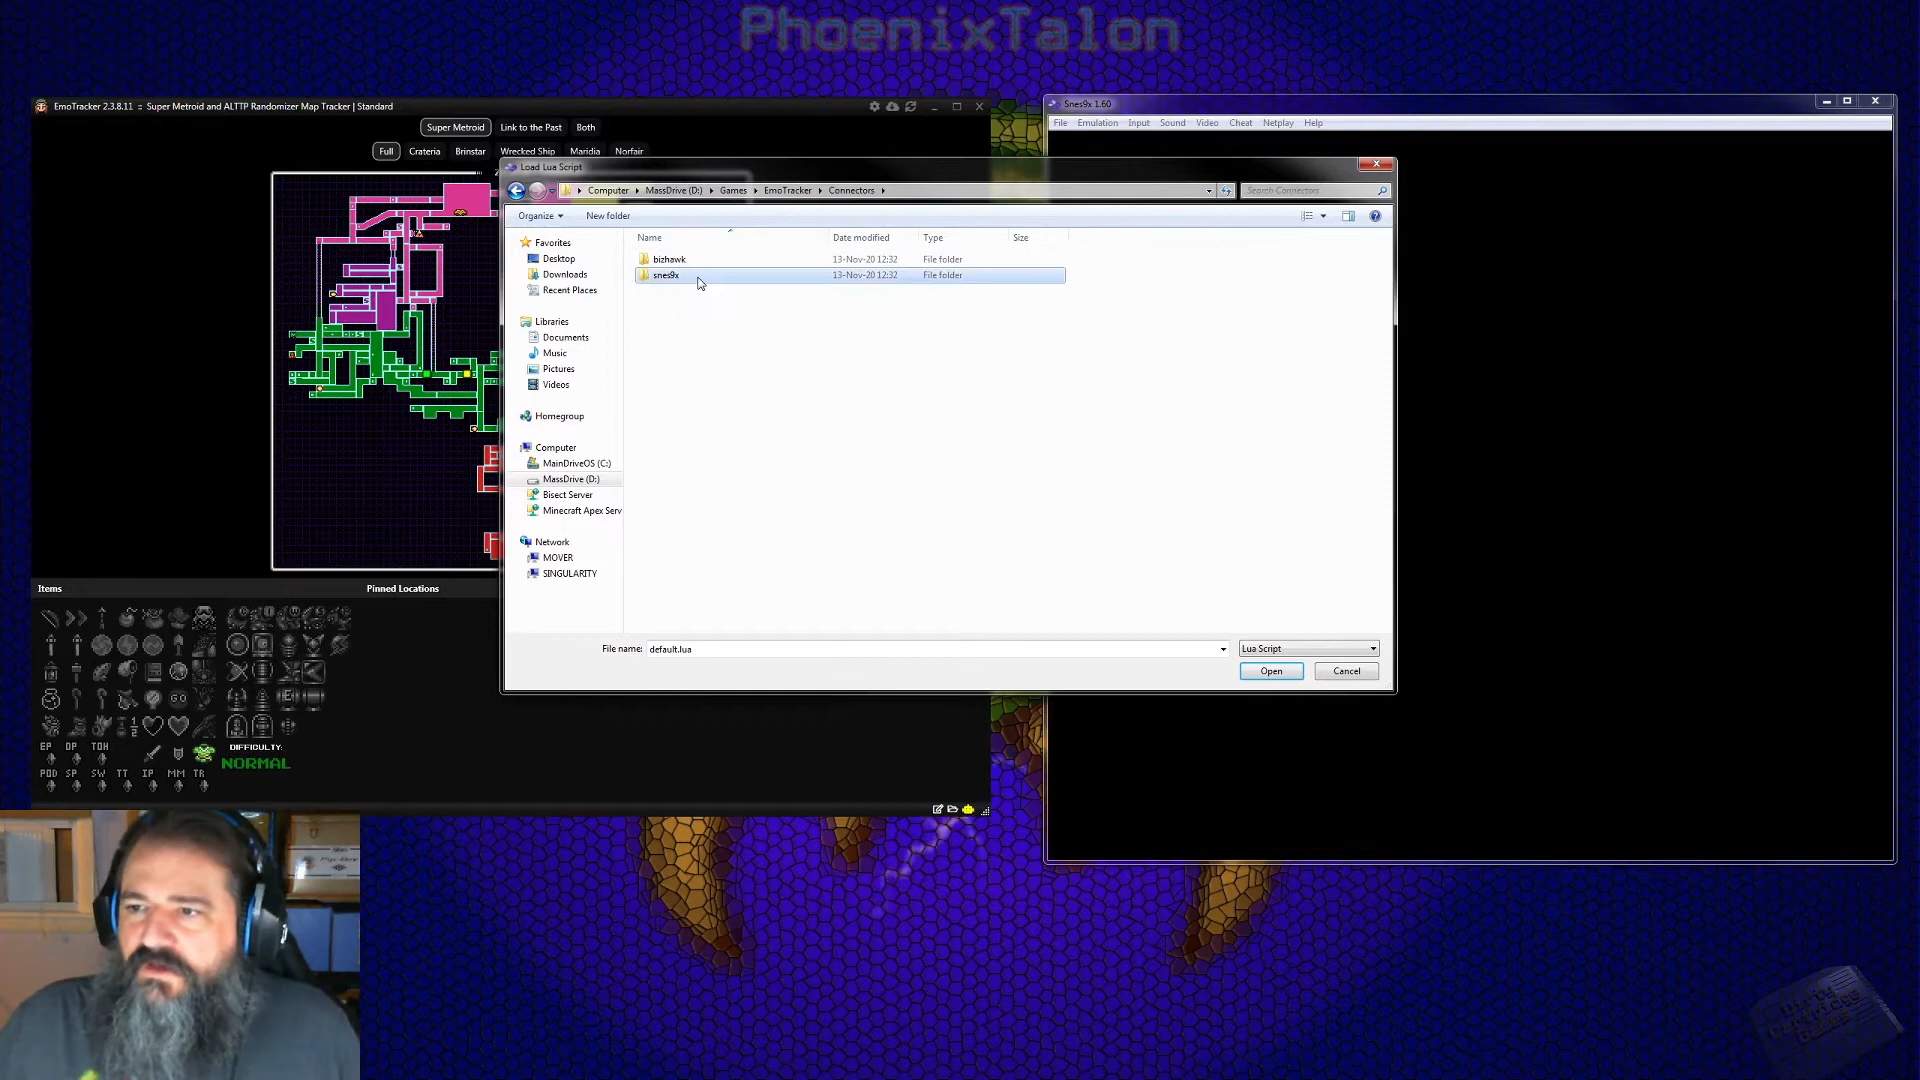 PhoenixTalon
EmoTracker 2.3.8.11 :: Super Metroid and ALTTP Randomizer Map Tracker | Standard
Super Metroid Link to the Past Both
Full Crateria Brinstar Wrecked Ship Maridia Norfair
Snes9x 1.60
File Emulation Input Sound Video Cheat Netplay Help
Load Lua Script
Computer MassDrive (D:) Games EmoTracker Connectors
Search Connectors
Organize New folder
Name Date modified Type Size
bizhawk 13-Nov-20 12:32 File folder
snes9x 13-Nov-20 12:32 File folder
Favorites
Desktop
Downloads
Recent Places
Libraries
Documents
Music
Pictures
Videos
Homegroup
Computer
MainDriveOS (C:)
MassDrive (D:)
Bisect Server
Minecraft Apex Serv
Network
MOVER
SINGULARITY
File name: default.lua
Lua Script
Open Cancel
Items
Pinned Locations
GO
1/2
EP DP TOH
DIFFICULTY:
NORMAL
POD SP SW TT IP MM TR